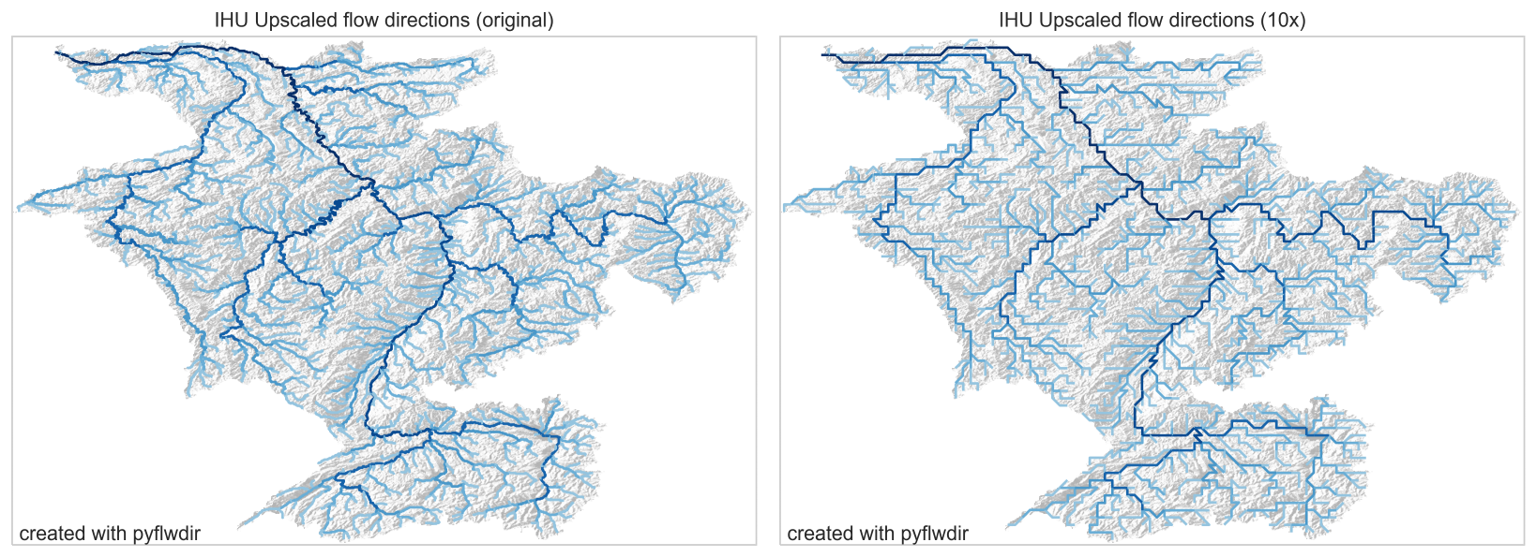 IHU Upscaled flow directions (original)
IHU Upscaled flow directions (10x)
created with pyflwdir
created with pyflwdir